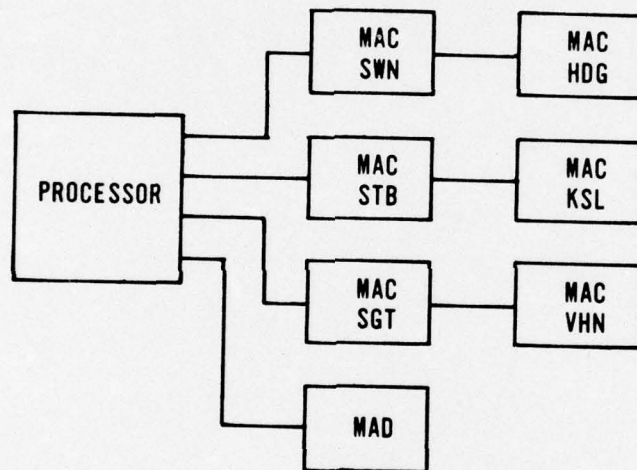 MAC
SWN
MAC
HDG
PROCESSOR
MAC
STB
MAC
KSL
MAC
SGT
MAC
VHN
MAD